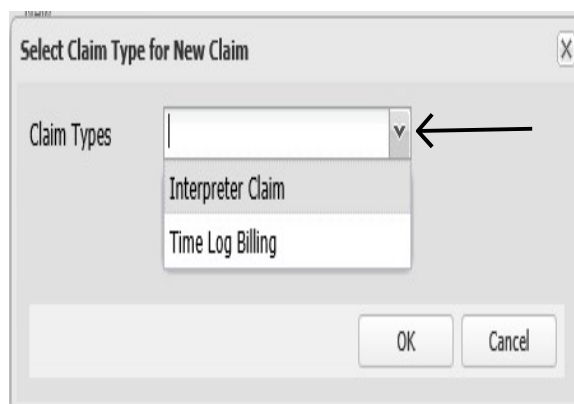 Select Claim Type for New Claim
X
Claim Types
Interpreter Claim
Time Log Billing
OK Cancel